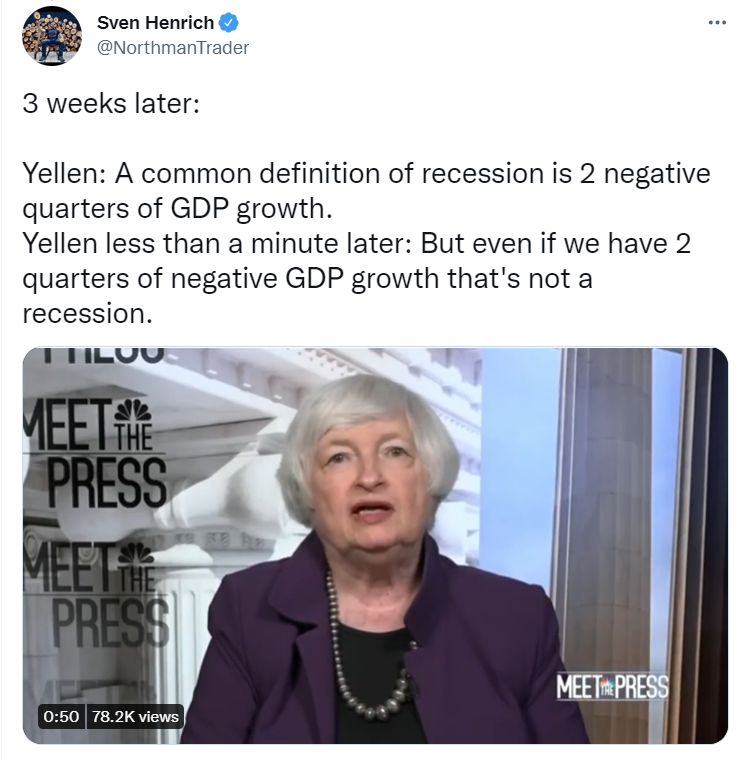 Sven Henrich
@NorthmanTrader
3 weeks later:
Yellen: A common definition of recession is 2 negative
quarters of GDP growth.
Yellen less than a minute later: But even if we have 2
quarters of negative GDP growth that's not a
recession.
MEET THE
PRESS
MEET THE
PRESS
MEET THE PRESS
0:50 78.2K views